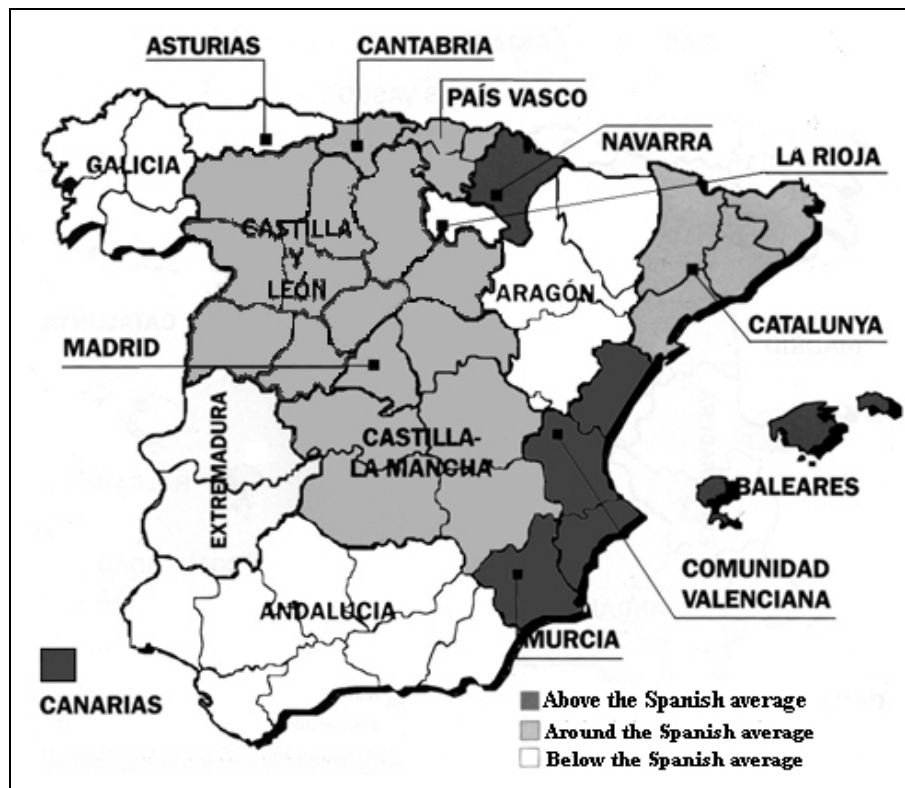 ASTURIAS
CANTABRIA
PAÍS VASCO
NAVARRA
LA RIOJA
GALICIA
CASTILLA
Y
LEÓN
ARAGÓN
CATALUNYA
MADRID
EXTREMADURA
CASTILLA-
LA MANCHA
BALEARES
COMUNIDAD
VALENCIANA
ANDALUCIA
MURCIA
CANARIAS
Above the Spanish average
Around the Spanish average
Below the Spanish average